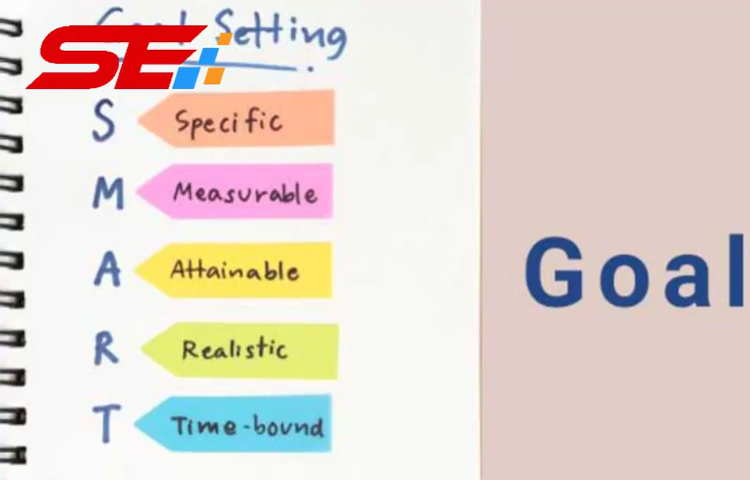 Setting
SE
S Specific
M Measurable
A Attainable
R Realistic
T Time-bound
Goal